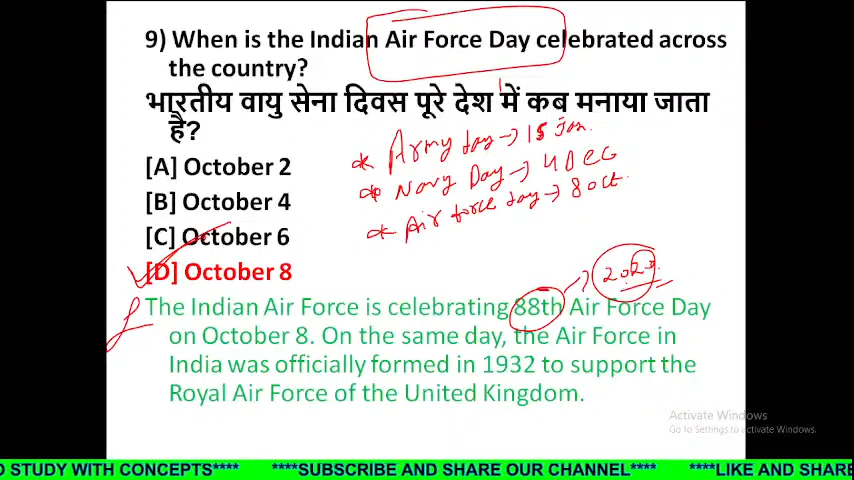 9) When is the Indian Air Force Day celebrated across
the country?
भारतीय वायु सेना दिवस पूरे देश में कब मनाया जाता
है?
* Army day → 15 Jan.
[A] October 2
* Navy Day → 4 DEC
[B] October 4
* Air force day → 8 oct.
[C] October 6
[D] October 8
The Indian Air Force is celebrating 88th Air Force Day
on October 8. On the same day, the Air Force in
India was officially formed in 1932 to support the
Royal Air Force of the United Kingdom.
Activate Windows
Go to Settings to activate Windows.
O STUDY WITH CONCEPTS**** ****SUBSCRIBE AND SHARE OUR CHANNEL**** ****LIKE AND SHARE